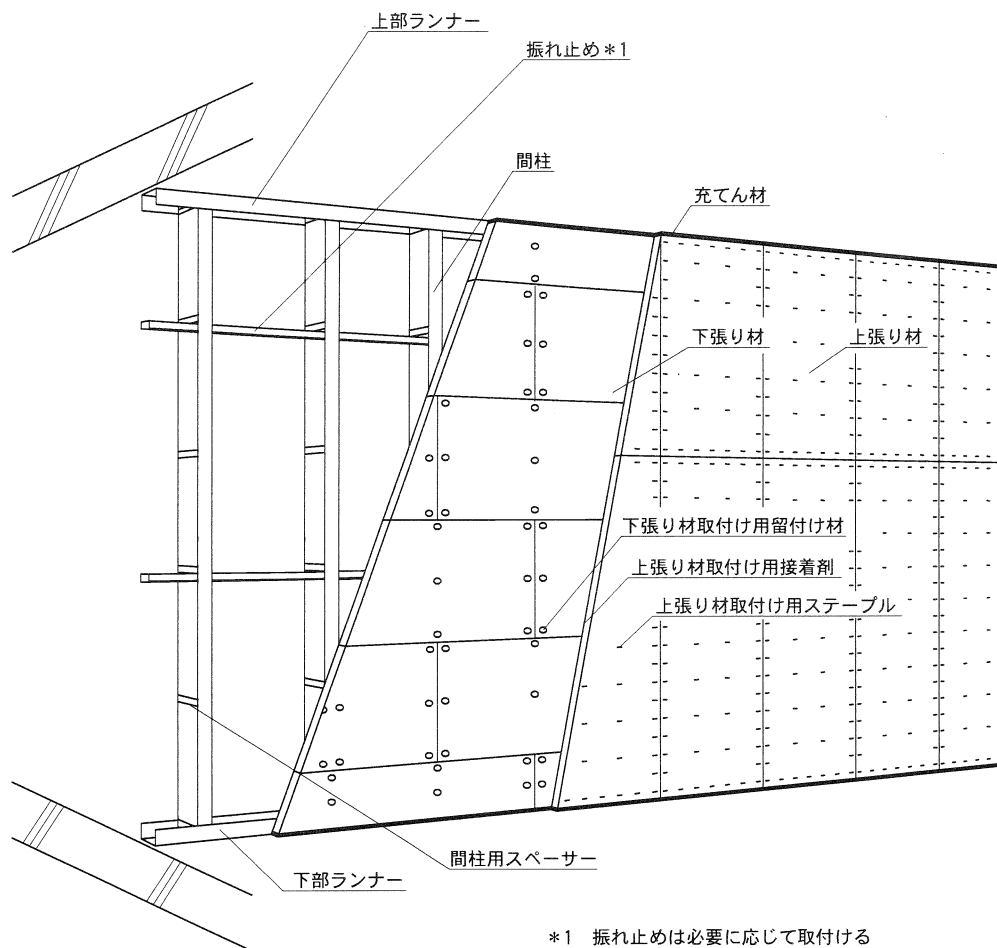 上部ランナー
振れ止め*1
間柱
充てん材
下張り材
上張り材
下張り材取付け用留付け材
上張り材取付け用接着剤
上張り材取付け用ステープル
間柱用スペーサー
下部ランナー
*1 振れ止めは必要に応じて取付ける